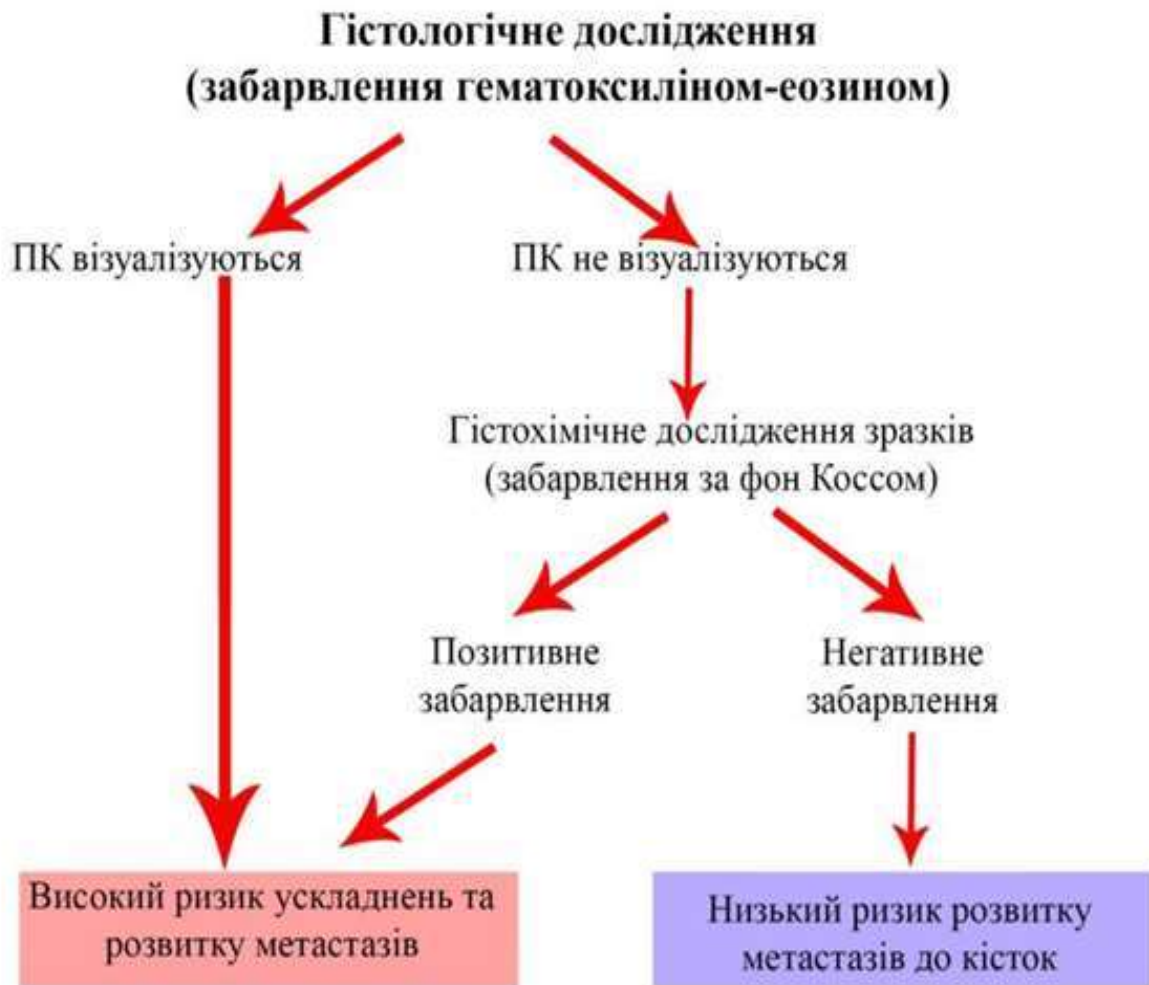 Гістологічне дослідження
(забарвлення гематоксиліном-еозином)
ПК візуалізуються
ПК не візуалізуються
Гістохімічне дослідження зразків
(забарвлення за фон Коссом)
Позитивне
забарвлення
Негативне
забарвлення
Високий ризик ускладнень та
розвитку метастазів
Низький ризик розвитку
метастазів до кісток